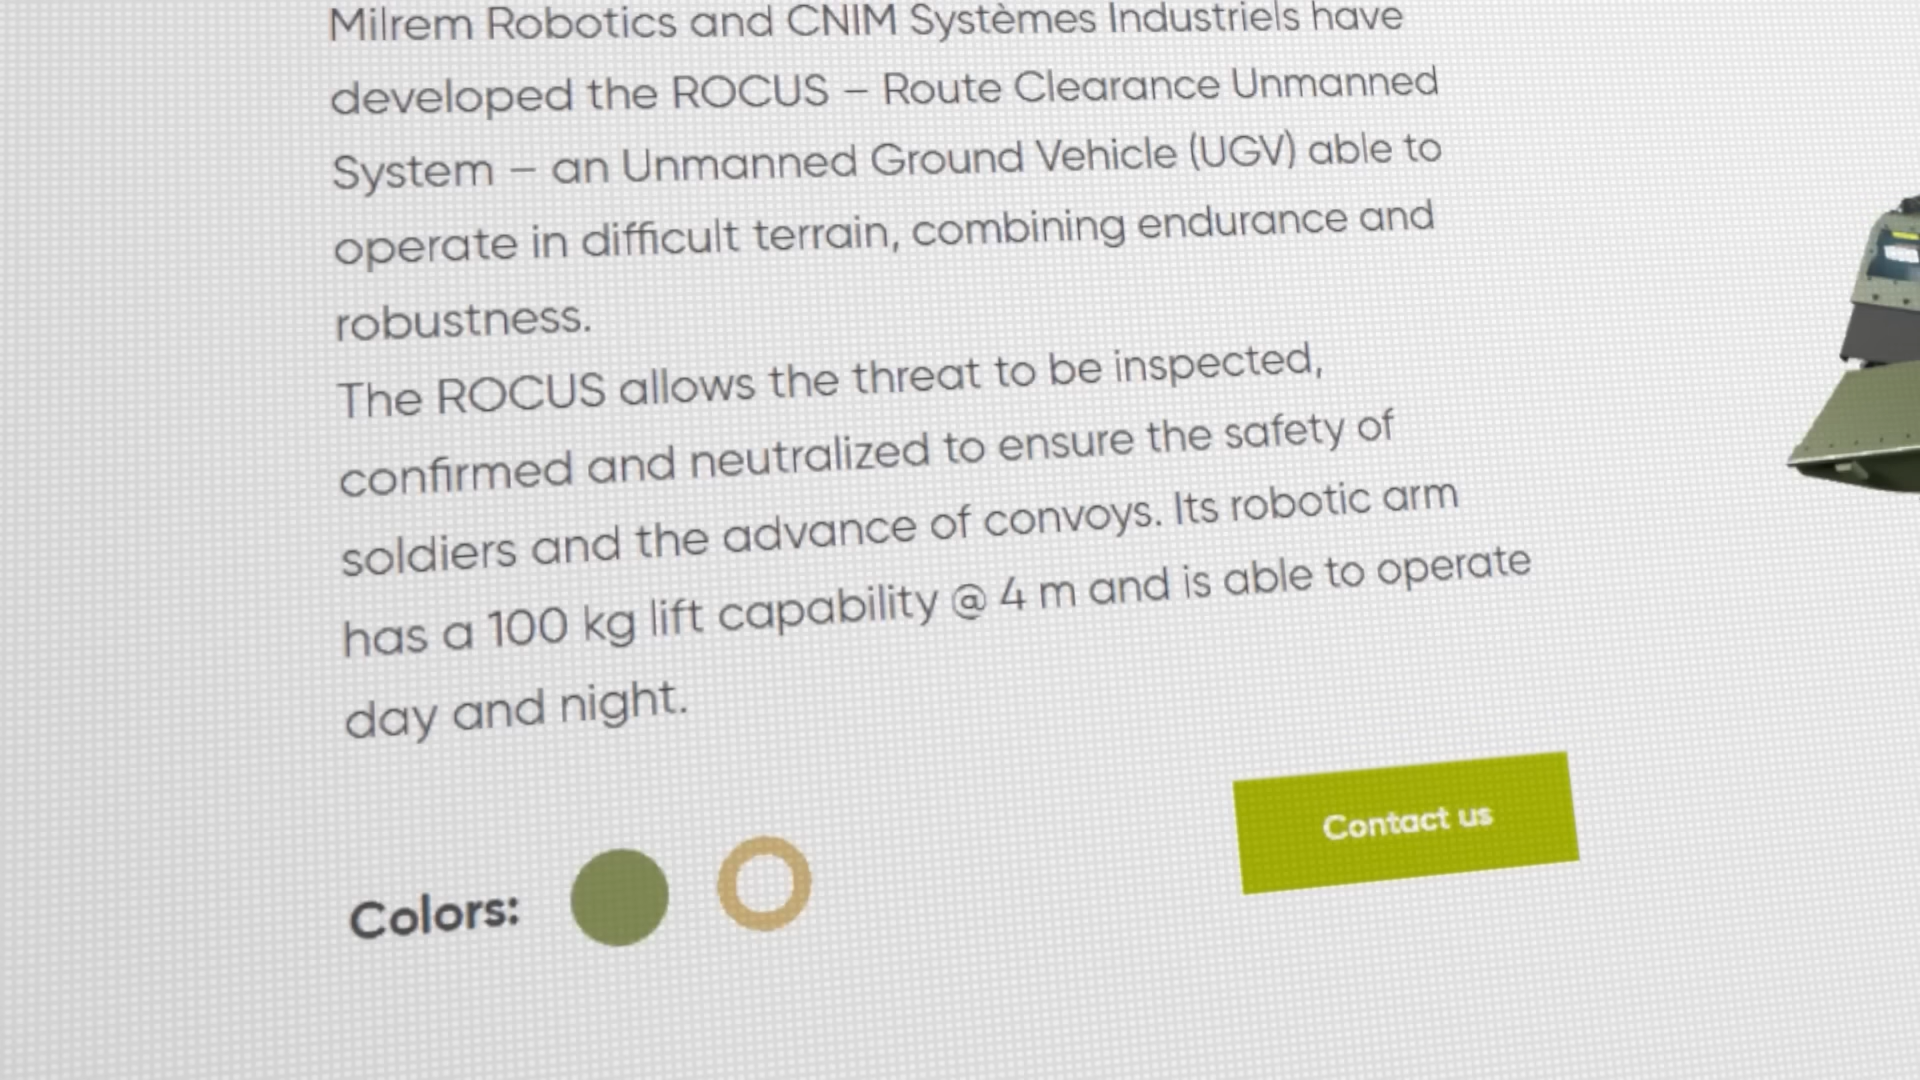 Milrem Robotics and CNIM Systèmes Industriels have
developed the ROCUS – Route Clearance Unmanned
System – an Unmanned Ground Vehicle (UGV) able to
operate in difficult terrain, combining endurance and
robustness.
The ROCUS allows the threat to be inspected,
confirmed and neutralized to ensure the safety of
soldiers and the advance of convoys. Its robotic arm
has a 100 kg lift capability @ 4 m and is able to operate
day and night.
Contact us
Colors: